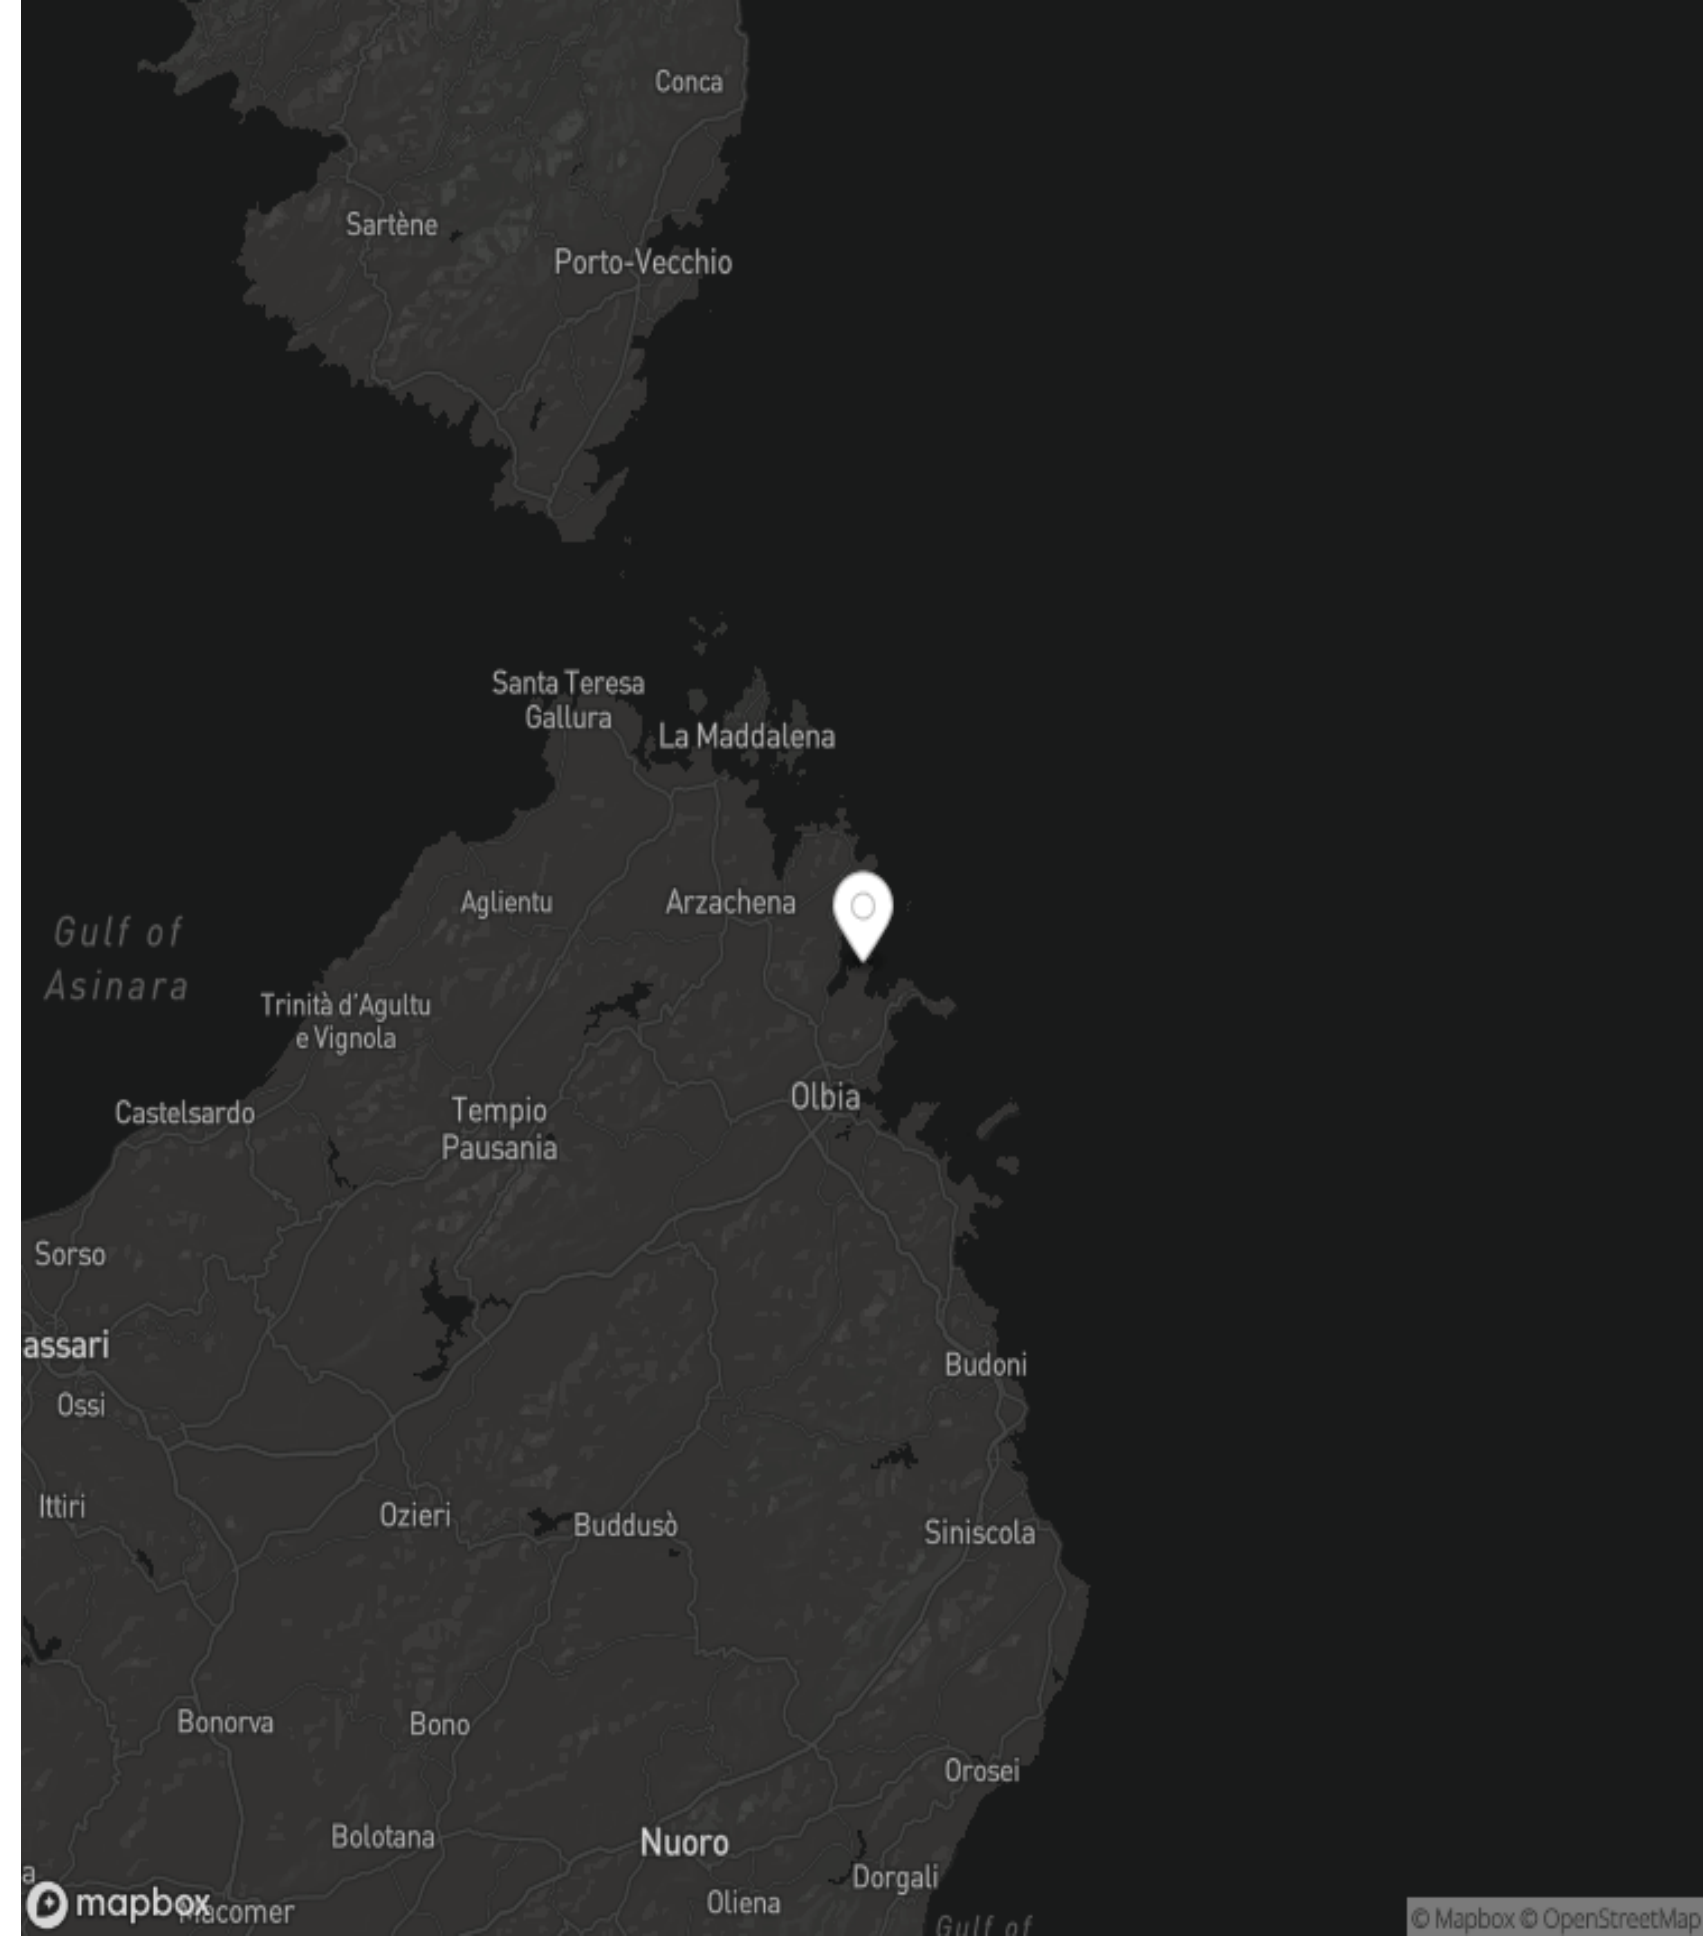 Conca
Sartène
Porto-Vecchio
Santa Teresa
Gallura
La Maddalena
Aglientu
Arzachena
Gulf of
Asinara
Trinità d'Agultu
e Vignola
Olbia
Castelsardo
Tempio
Pausania
Sorso
assari
Budoni
Ossi
Ittiri
Ozieri
Buddusò
Siniscola
Bonorva
Bono
Orosei
Bolotana
Nuoro
a
Dorgali
mapbox
Macomer
Oliena
Gulf of
© Mapbox © OpenStreetMap